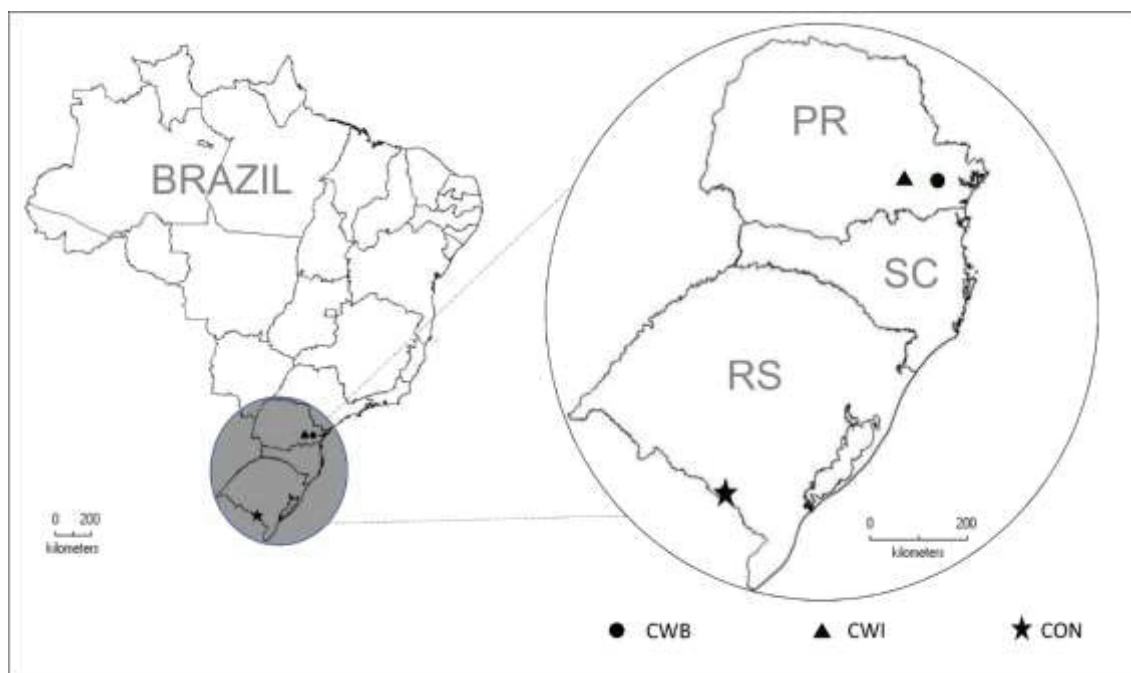 BRAZIL
0 200
kilometers
PR
SC
RS
0 200
kilometers
CWB CWI CON